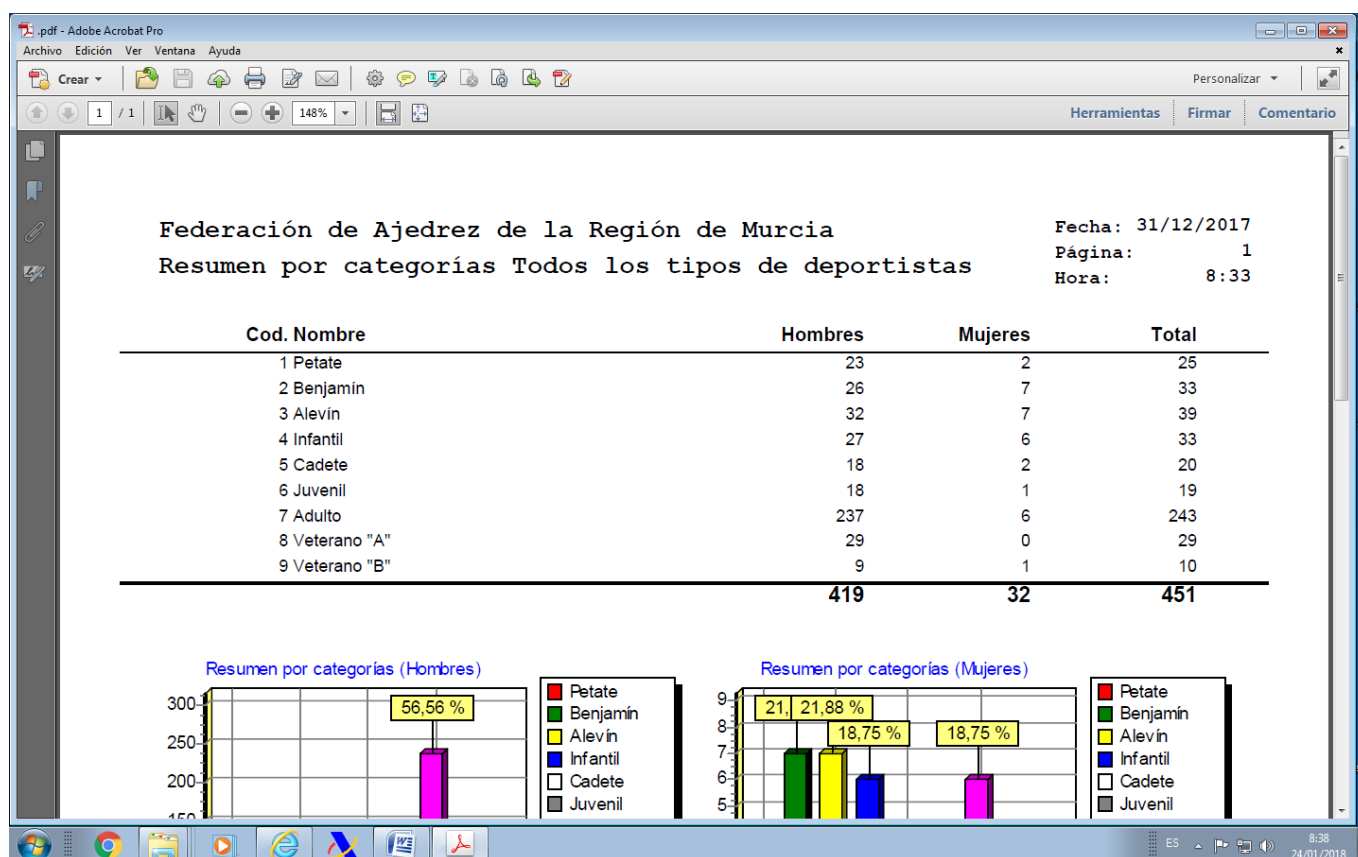 .pdf - Adobe Acrobat Pro
Archivo Edición Ver Ventana Ayuda
Crear
Personalizar
1 / 1 148% Herramientas Firmar Comentario
Federación de Ajedrez de la Región de Murcia Fecha: 31/12/2017
Página: 1
Resumen por categorías Todos los tipos de deportistas
Hora: 8:33
Cod. Nombre Hombres Mujeres Total
1 Petate 23 2 25
2 Benjamín 26 7 33
3 Alevín 32 7 39
4 Infantil 27 6 33
5 Cadete 18 2 20
6 Juvenil 18 1 19
7 Adulto 237 6 243
8 Veterano "A" 29 0 29
9 Veterano "B" 9 1 10
419 32 451
Resumen por categorías (Hombres)
300
250
200
56,56 %
Petate
Benjamín
Alevín
Infantil
Cadete
Juvenil
Resumen por categorías (Mujeres)
9
8
7
6
5
21, 21,88 %
18,75 % 18,75 %
Petate
Benjamín
Alevín
Infantil
Cadete
Juvenil
ES 8:38
24/01/2018